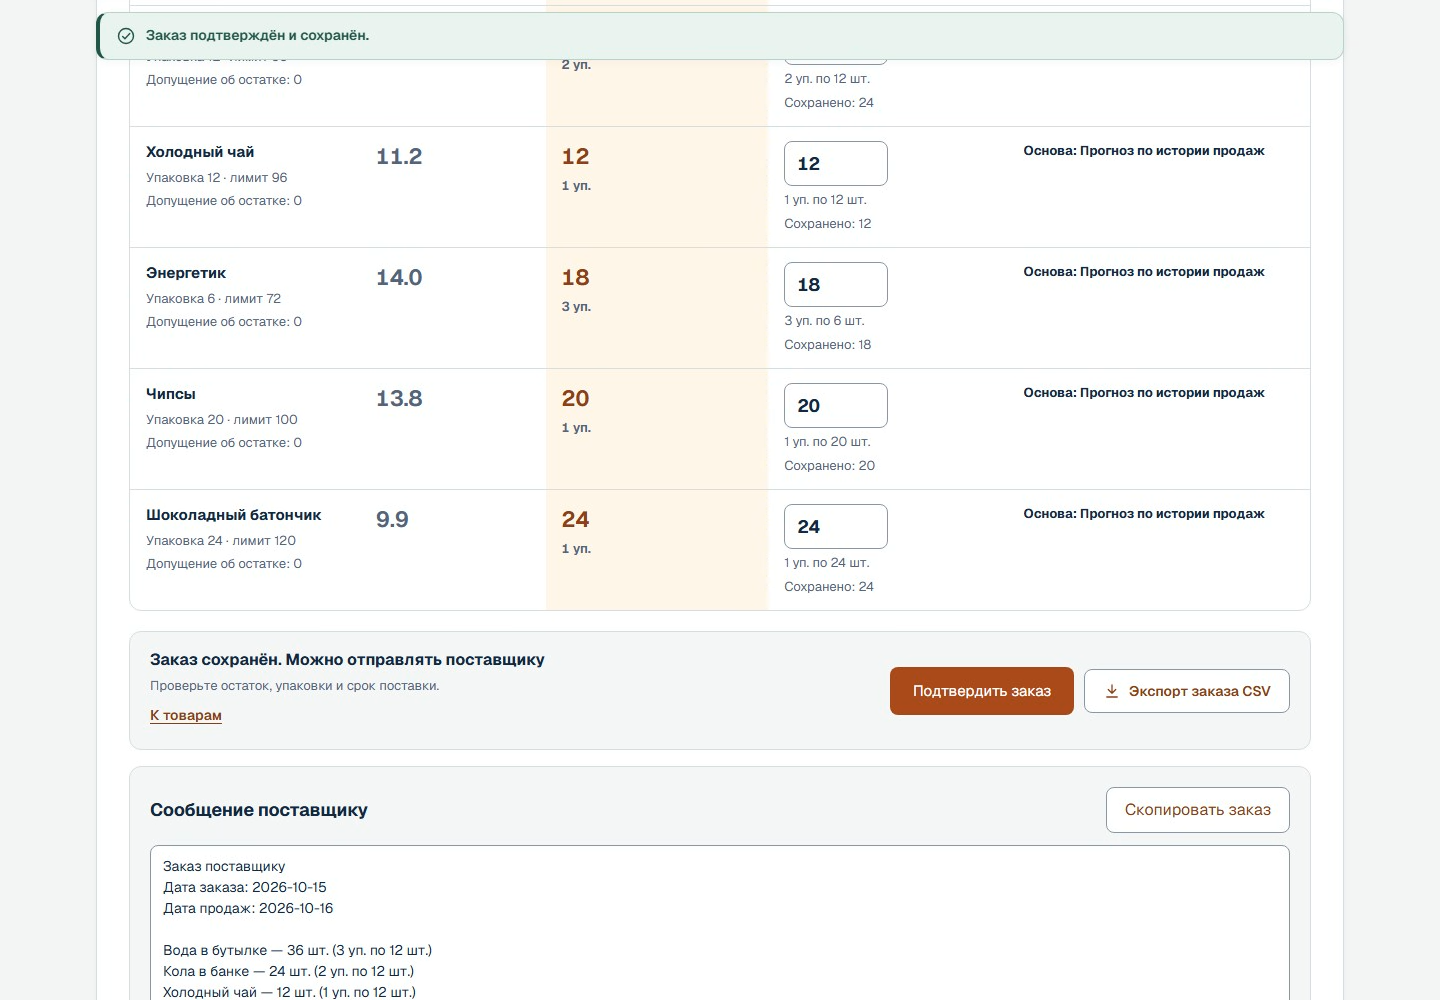 Заказ подтверждён и сохранён.
Допущение об остатке: 0
2 уп.
2 уп. по 12 шт.
Сохранено: 24
Холодный чай
Упаковка 12 · лимит 96
Допущение об остатке: 0
11.2
12
1 уп.
12
1 уп. по 12 шт.
Сохранено: 12
Основа: Прогноз по истории продаж
Энергетик
Упаковка 6 · лимит 72
Допущение об остатке: 0
14.0
18
3 уп.
18
3 уп. по 6 шт.
Сохранено: 18
Основа: Прогноз по истории продаж
Чипсы
Упаковка 20 · лимит 100
Допущение об остатке: 0
13.8
20
1 уп.
20
1 уп. по 20 шт.
Сохранено: 20
Основа: Прогноз по истории продаж
Шоколадный батончик
Упаковка 24 · лимит 120
Допущение об остатке: 0
9.9
24
1 уп.
24
1 уп. по 24 шт.
Сохранено: 24
Основа: Прогноз по истории продаж
Заказ сохранён. Можно отправлять поставщику
Проверьте остаток, упаковки и срок поставки.
К товарам
Подтвердить заказ
Экспорт заказа CSV
Сообщение поставщику
Скопировать заказ
Заказ поставщику
Дата заказа: 2026-10-15
Дата продаж: 2026-10-16
Вода в бутылке — 36 шт. (3 уп. по 12 шт.)
Кола в банке — 24 шт. (2 уп. по 12 шт.)
Холодный чай — 12 шт. (1 уп. по 12 шт.)